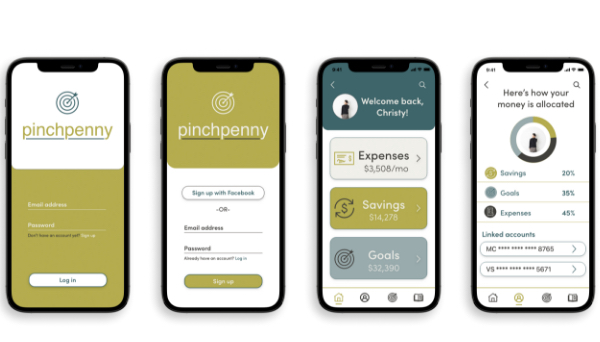 pinchpenny
Email address
Password
Don't have an account yet? Sign up
Log in
pinchpenny
Sign up with Facebook
-OR-
Email address
Password
Already have an account? Log in
Sign up
9:41
Welcome back,
Christy!
Expenses
$3,508/mo
Savings
$14,278
Goals
$32,390
9:41
Here's how your
money is allocated
Savings 20%
Goals 35%
Expenses 45%
Linked accounts
MC **** **** **** 8765
VS **** **** **** 5671